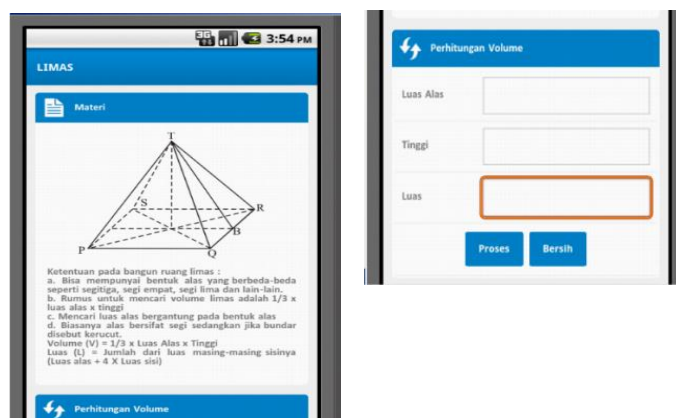 3G
3:54 PM
LIMAS
Materi
T
S
R
B
P
Q
Ketentuan pada bangun ruang limas :
a. Bisa mempunyai bentuk alas yang berbeda-beda
seperti segitiga, segi empat, segi lima dan lain-lain.
b. Rumus untuk mencari volume limas adalah 1/3 x
luas alas x tinggi
c. Mencari luas alas bergantung pada bentuk alas
d. Biasanya alas bersifat segi sedangkan jika bundar
disebut kerucut.
Volume (V) = 1/3 x Luas Alas x Tinggi
Luas (L) = Jumlah dari luas masing-masing sisinya
(Luas alas + 4 X Luas sisi)
Perhitungan Volume
Perhitungan Volume
Luas Alas
Tinggi
Luas
Proses
Bersih